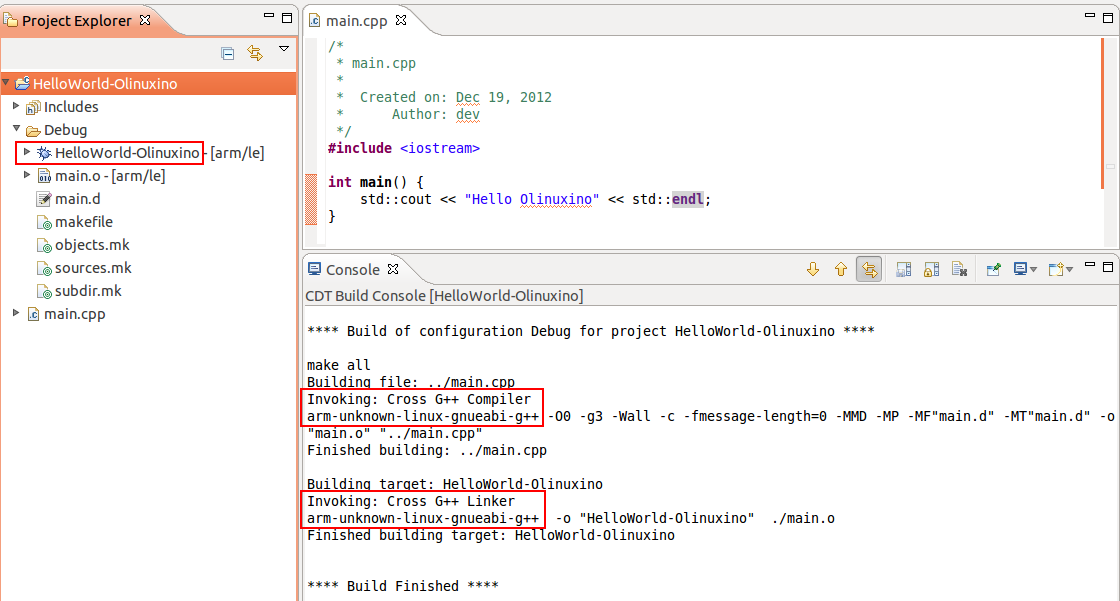 Project Explorer
HelloWorld-Olinuxino
Includes
Debug
HelloWorld-Olinuxino - [arm/le]
main.o - [arm/le]
main.d
makefile
objects.mk
sources.mk
subdir.mk
main.cpp
main.cpp
/*
 * main.cpp
 *
 *  Created on: Dec 19, 2012
 *      Author: dev
 */
#include <iostream>
int main() {
    std::cout << "Hello Olinuxino" << std::endl;
}
Console
CDT Build Console [HelloWorld-Olinuxino]
**** Build of configuration Debug for project HelloWorld-Olinuxino ****
make all
Building file: ../main.cpp
Invoking: Cross G++ Compiler
arm-unknown-linux-gnueabi-g++ -O0 -g3 -Wall -c -fmessage-length=0 -MMD -MP -MF"main.d" -MT"main.d" -o
"main.o" "../main.cpp"
Finished building: ../main.cpp
Building target: HelloWorld-Olinuxino
Invoking: Cross G++ Linker
arm-unknown-linux-gnueabi-g++  -o "HelloWorld-Olinuxino"  ./main.o
Finished building target: HelloWorld-Olinuxino
**** Build Finished ****